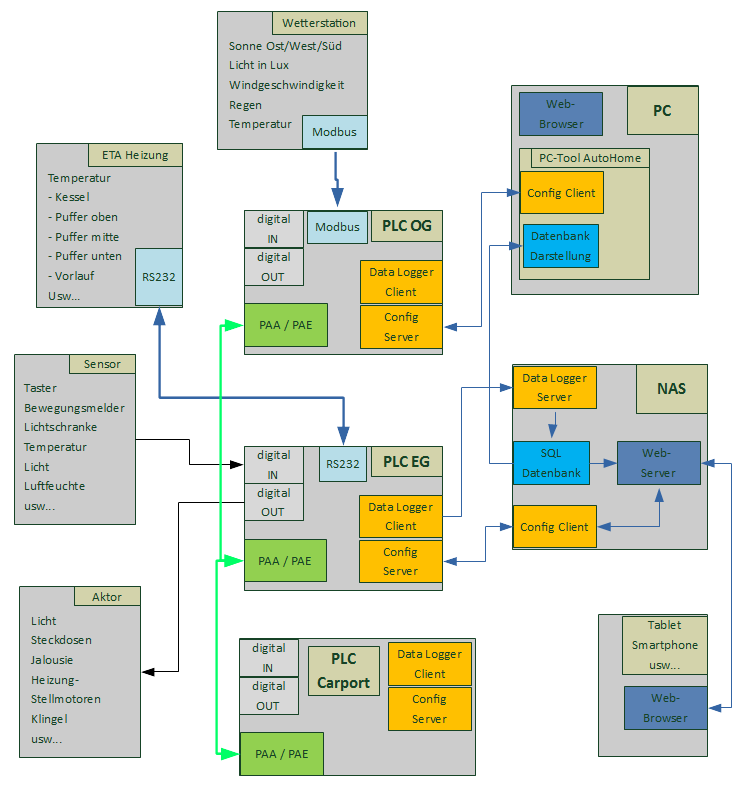 Wetterstation
Sonne Ost/West/Süd
Licht in Lux
Windgeschwindigkeit
Regen
Temperatur
Modbus
ETA Heizung
Temperatur
- Kessel
- Puffer oben
- Puffer mitte
- Puffer unten
- Vorlauf
Usw...
RS232
PC
Web-
Browser
PC-Tool AutoHome
Config Client
Datenbank
Darstellung
digital
IN
Modbus
PLC OG
digital
OUT
Data Logger
Client
PAA / PAE
Config
Server
Sensor
Taster
Bewegungsmelder
Lichtschranke
Temperatur
Licht
Luftfeuchte
usw...
digital
IN
RS232
PLC EG
digital
OUT
Data Logger
Client
PAA / PAE
Config
Server
Data Logger
Server
NAS
SQL
Datenbank
Web-
Server
Config Client
Aktor
Licht
Steckdosen
Jalousie
Heizung-
Stellmotoren
Klingel
usw...
digital
IN
PLC
Carport
digital
OUT
Data Logger
Client
Config
Server
PAA / PAE
Tablet
Smartphone
usw...
Web-
Browser